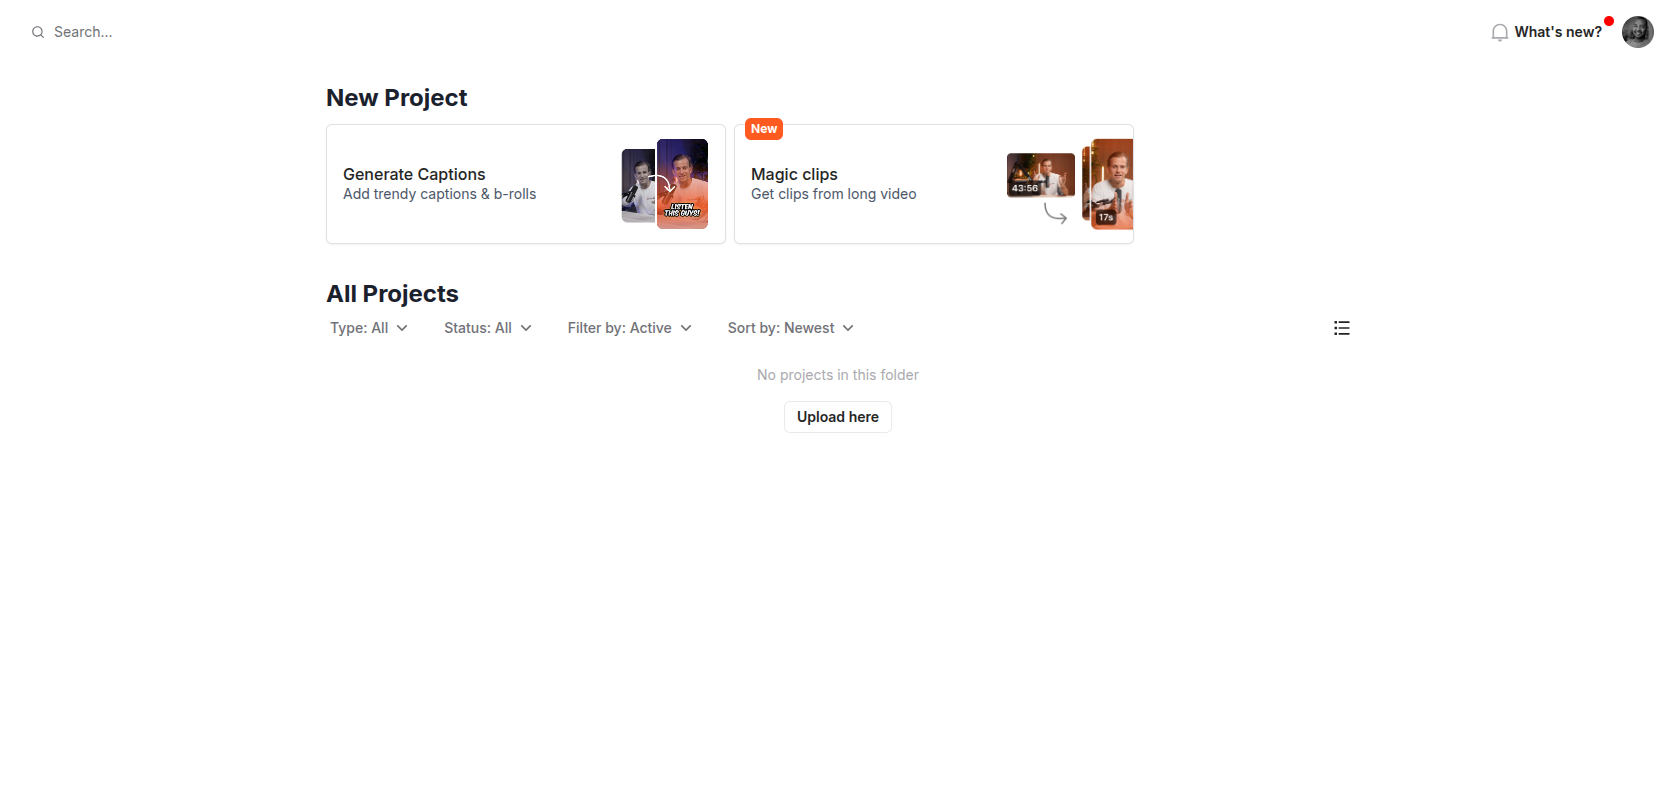 Search...
What's new?
New Project
Generate Captions
Add trendy captions & b-rolls
LISTEN
THIS GUYS!
New
Magic clips
Get clips from long video
43:56
17s
All Projects
Type: All
Status: All
Filter by: Active
Sort by: Newest
No projects in this folder
Upload here